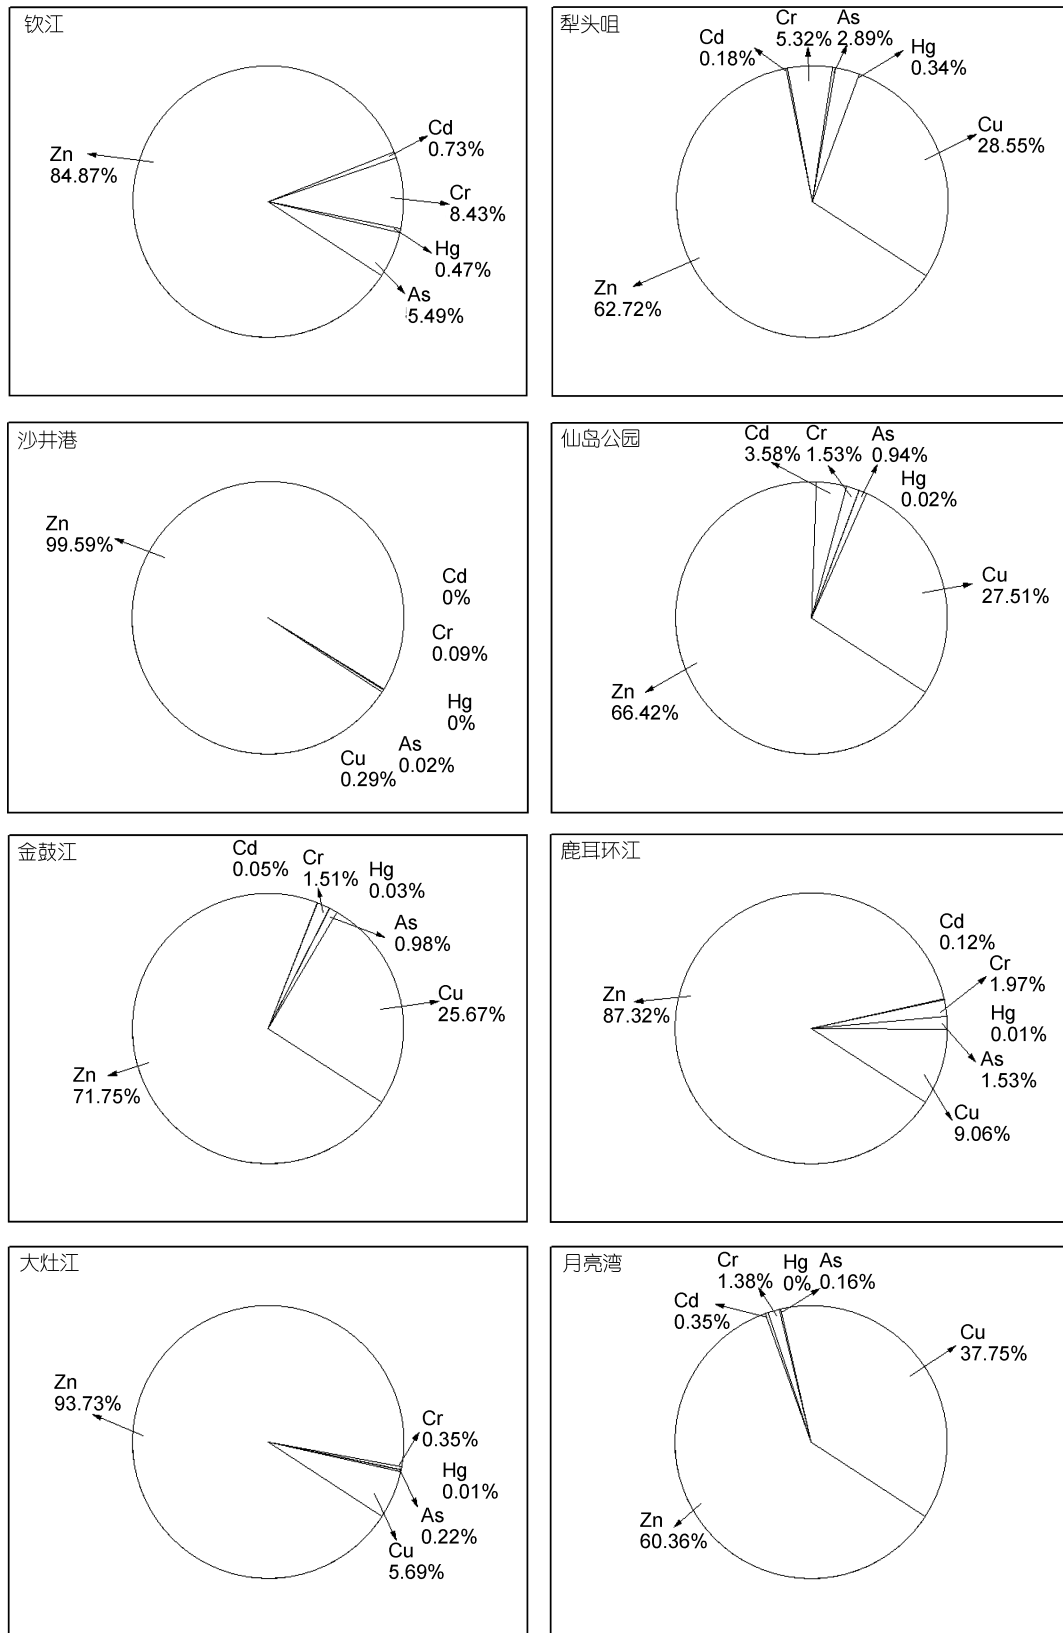 钦江
Zn
84.87%
Cd
0.73%
Cr
8.43%
Hg
0.47%
As
5.49%
犁头咀
Cd
0.18%
Cr
5.32%
As
2.89%
Hg
0.34%
Cu
28.55%
Zn
62.72%
沙井港
Zn
99.59%
Cd
0%
Cr
0.09%
Hg
0%
As
0.02%
Cu
0.29%
仙岛公园
Cd
3.58%
Cr
1.53%
As
0.94%
Hg
0.02%
Cu
27.51%
Zn
66.42%
金鼓江
Cd
0.05%
Cr
1.51%
Hg
0.03%
As
0.98%
Cu
25.67%
Zn
71.75%
鹿耳环江
Cd
0.12%
Cr
1.97%
Hg
0.01%
As
1.53%
Cu
9.06%
Zn
87.32%
大灶江
Zn
93.73%
Cr
0.35%
Hg
0.01%
As
0.22%
Cu
5.69%
月亮湾
Cr
1.38%
Hg
0%
As
0.16%
Cd
0.35%
Cu
37.75%
Zn
60.36%